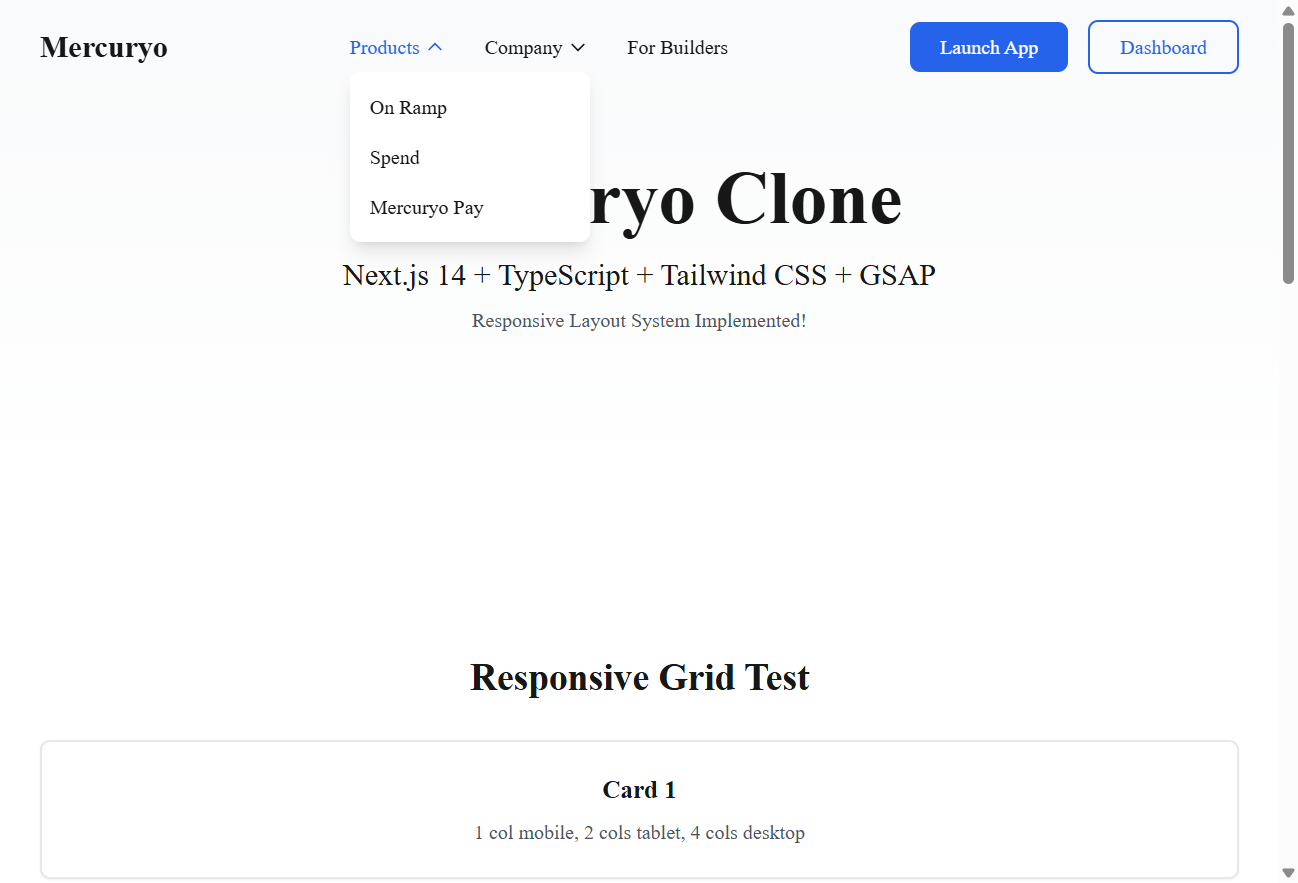 Mercuryo
Products
Company
For Builders
Launch App
Dashboard
On Ramp
Spend
Mercuryo Pay
ryo Clone
Next.js 14 + TypeScript + Tailwind CSS + GSAP
Responsive Layout System Implemented!
Responsive Grid Test
Card 1
1 col mobile, 2 cols tablet, 4 cols desktop